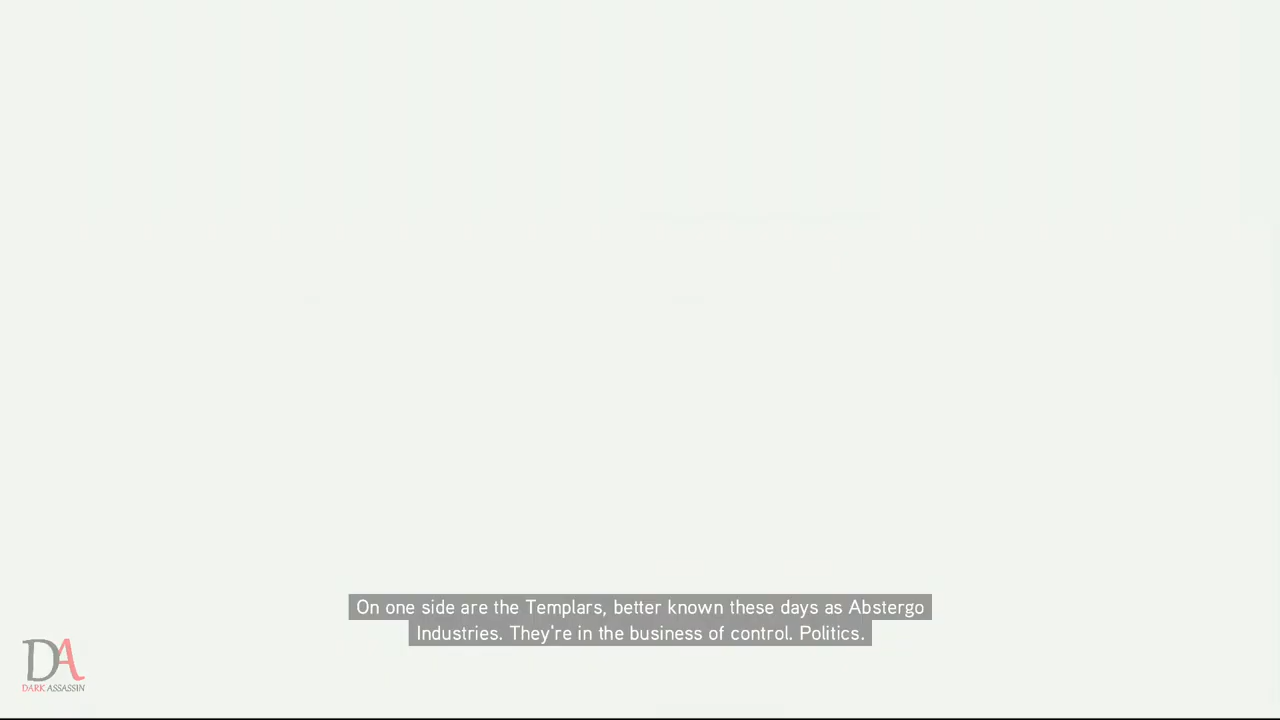 On one side are the Templars, better known these days as Abstergo
Industries. They're in the business of control. Politics.
DA
DARK ASSASSIN